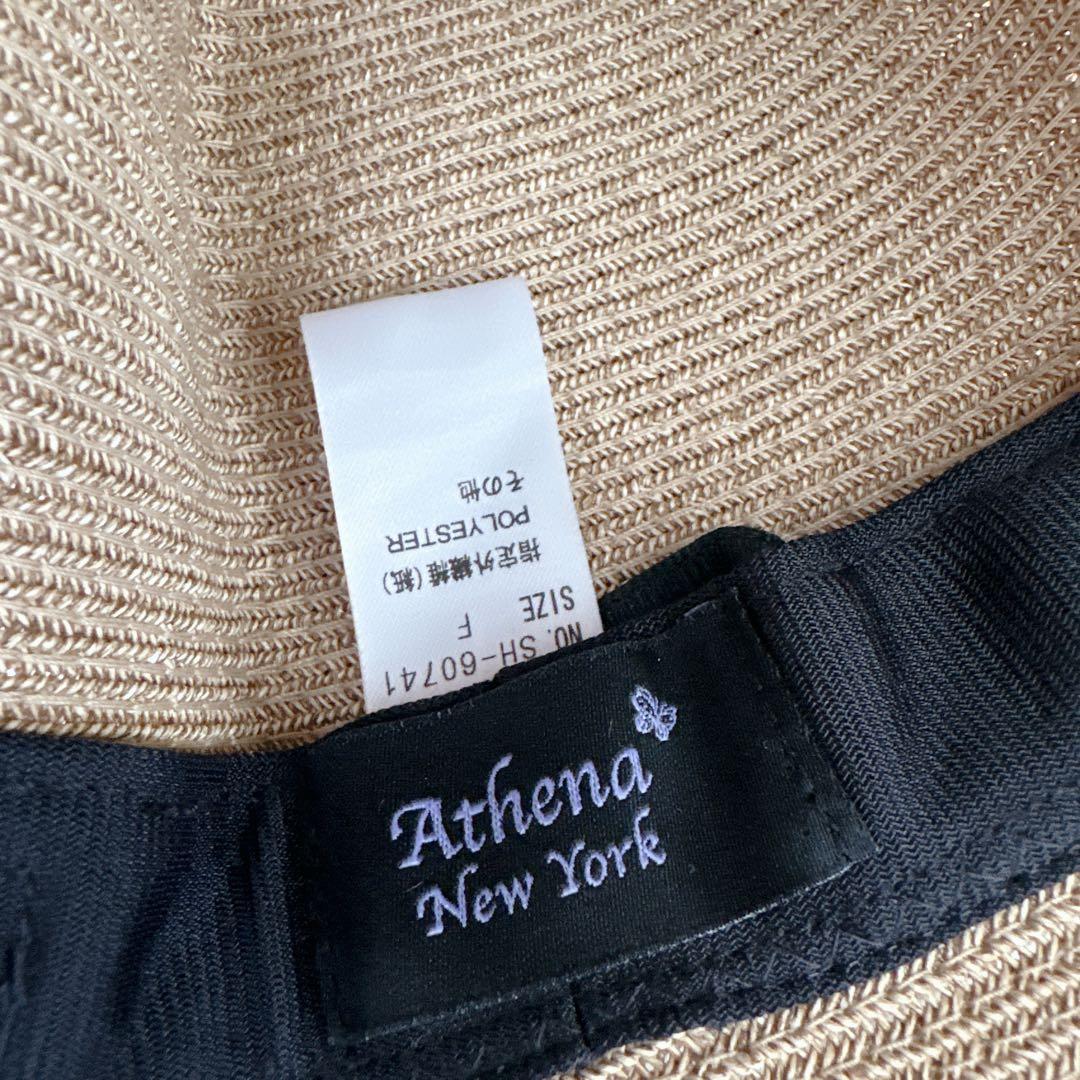 NO. SH-60741
SIZE F
指定外繊維(紙)
POLYESTER
その他
Athena
New York